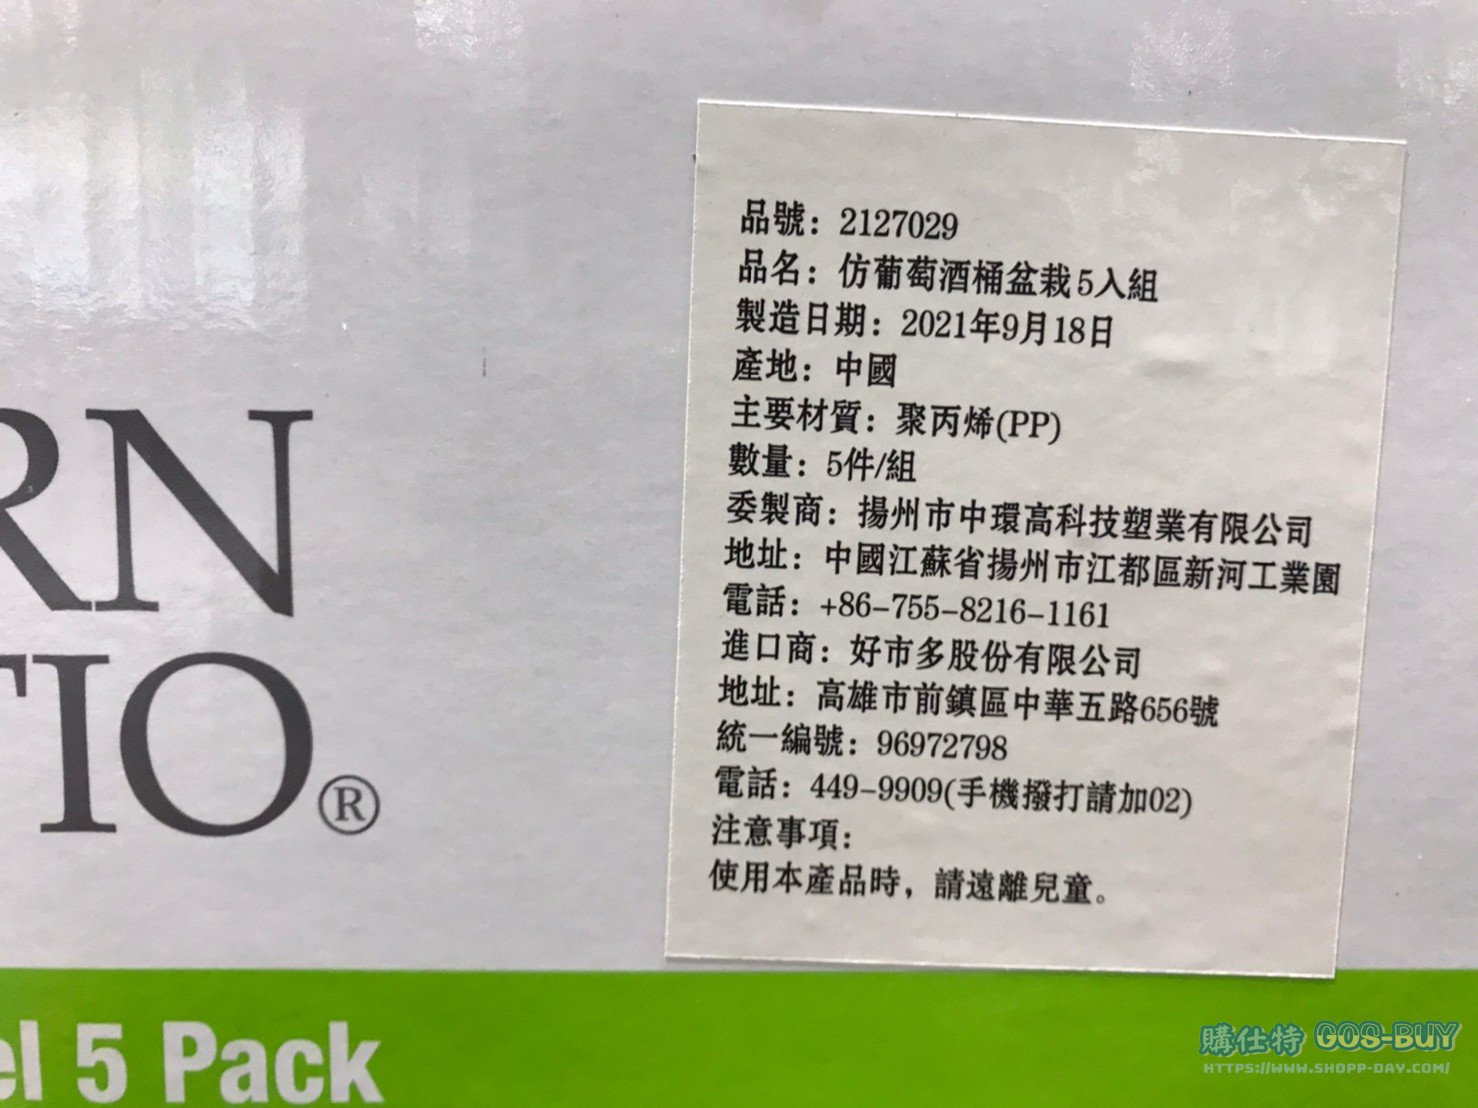 品號：2127029
品名：仿葡萄酒桶盆栽5入組
製造日期：2021年9月18日
產地：中國
主要材質：聚丙烯(PP)
數量：5件/組
委製商：揚州市中環高科技塑業有限公司
地址：中國江蘇省揚州市江都區新河工業園
電話：+86-755-8216-1161
進口商：好市多股份有限公司
地址：高雄市前鎮區中華五路656號
統一編號：96972798
電話：449-9909(手機撥打請加02)
注意事項：
使用本產品時，請遠離兒童。
RN
TIO®
el 5 Pack
購仕特 GOS-BUY
HTTPS://WWW.SHOPP-DAY.COM/